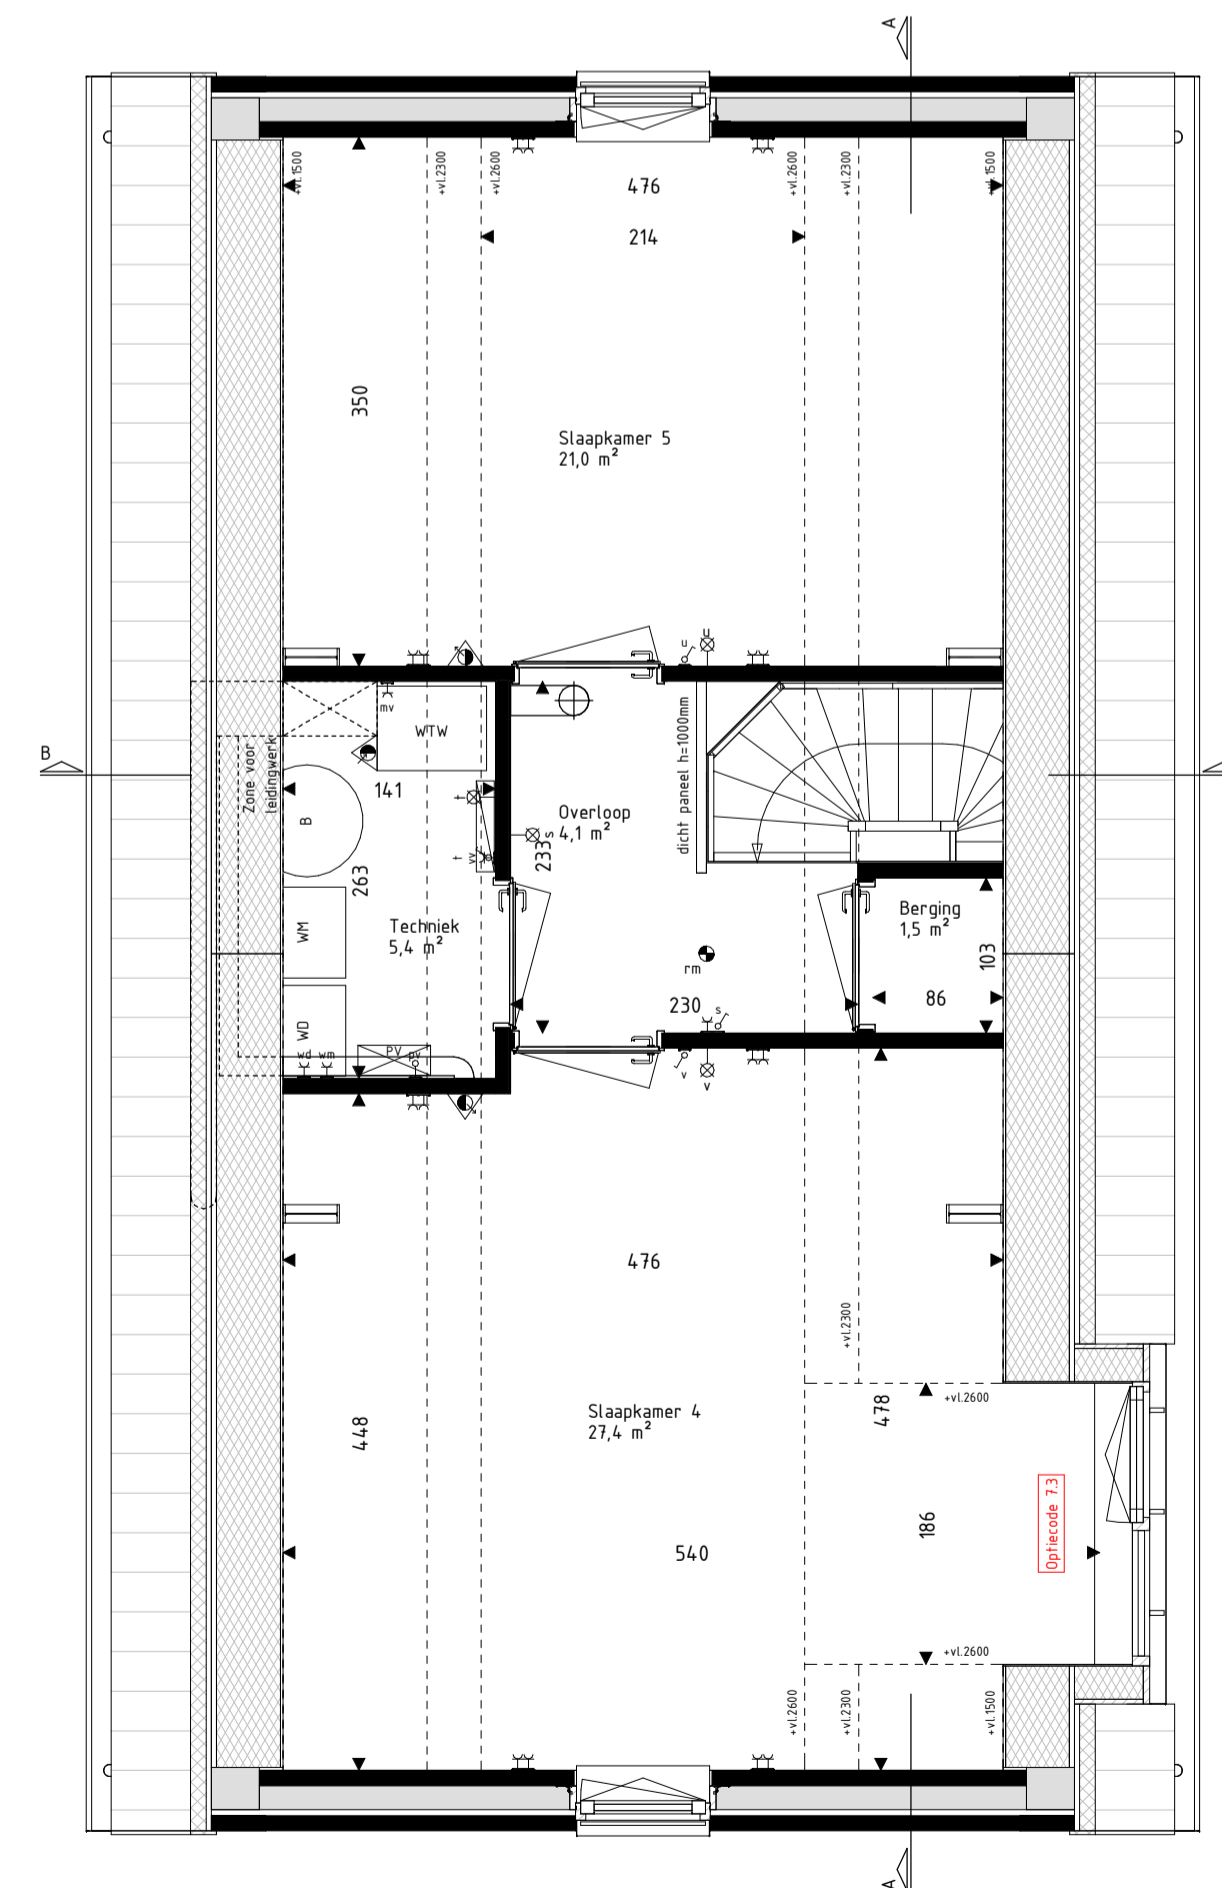 A
+vl.1500
+vl.2300
+vl.2600
476
+vl.2600
+vl.2300
+vl.1500
214
350
Slaapkamer 5
21,0 m²
u
u
mv
WTW
dicht paneel h=1000mm
B
Zone voor
leidingwerk
141
t
B
Overloop
4,1 m²
s
233
t
vv
263
Berging
1,5 m²
Techniek
5,4 m²
WM
103
rm
86
230
s
WD
wd
wm
PV
pv
v
v
476
+vl.2300
+vl.2600
478
Slaapkamer 4
27,4 m²
448
Optiecode 7.3
186
540
+vl.2600
+vl.2600
+vl.2300
+vl.1500
A